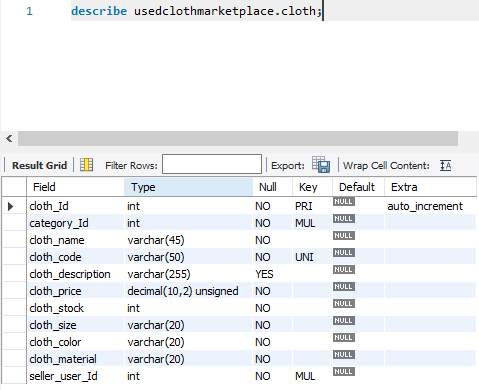 1 describe usedclothmarketplace.cloth;
Result Grid Filter Rows: Export: Wrap Cell Content: IA
Field Type Null Key Default Extra
cloth_Id int NO PRI NULL auto_increment
category_Id int NO MUL NULL
cloth_name varchar(45) NO NULL
cloth_code varchar(50) NO UNI NULL
cloth_description varchar(255) YES NULL
cloth_price decimal(10,2) unsigned NO NULL
cloth_stock int NO NULL
cloth_size varchar(20) NO NULL
cloth_color varchar(20) NO NULL
cloth_material varchar(20) NO NULL
seller_user_Id int NO MUL NULL